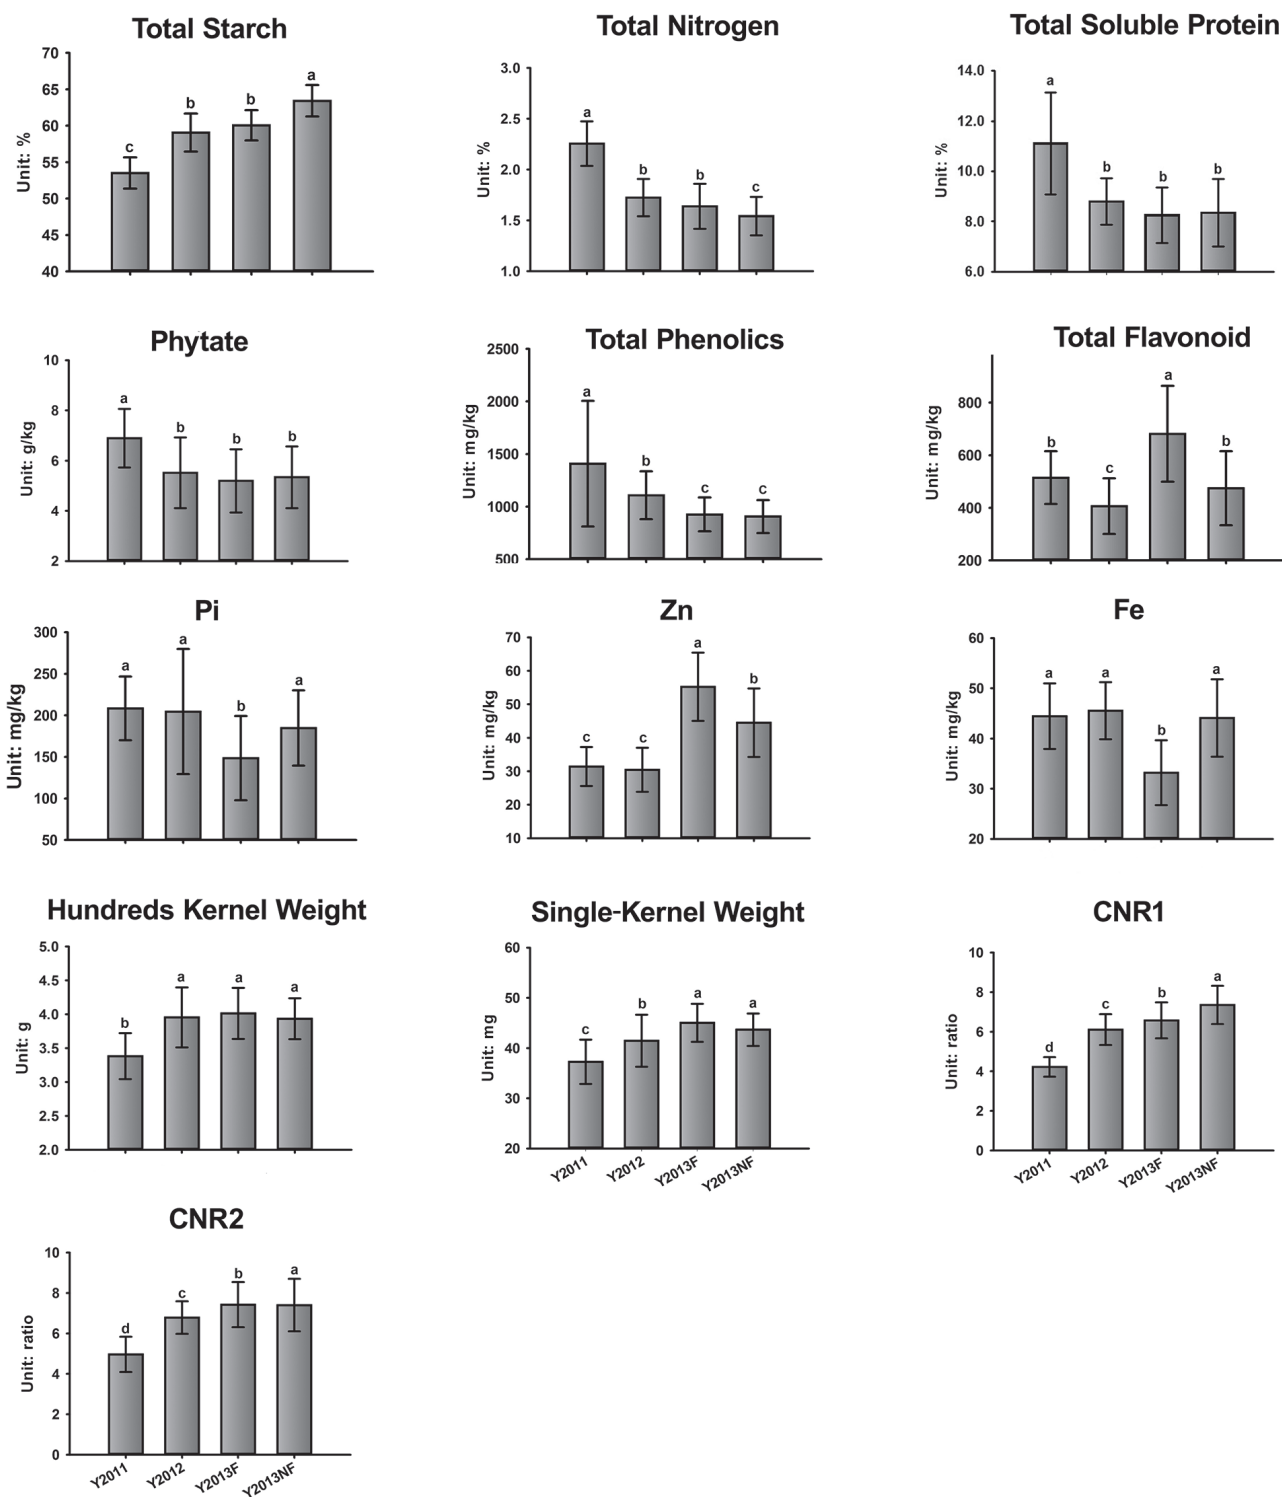 Total Starch
Unit: %
70
65
60
55
50
45
40
c
b
b
a
Total Nitrogen
Unit: %
3.0
2.5
2.0
1.5
1.0
a
b
b
c
Total Soluble Protein
Unit: %
14.0
12.0
10.0
8.0
6.0
a
b
b
b
Phytate
Unit: g/kg
10
8
6
4
2
a
b
b
b
Total Phenolics
Unit: mg/kg
2500
2000
1500
1000
500
a
b
c
c
Total Flavonoid
Unit: mg/kg
800
600
400
200
b
c
a
b
Pi
Unit: mg/kg
300
250
200
150
100
50
a
a
b
a
Zn
Unit: mg/kg
70
60
50
40
30
20
10
c
c
a
b
Fe
Unit: mg/kg
60
50
40
30
20
a
a
b
a
Hundreds Kernel Weight
Unit: g
5.0
4.5
4.0
3.5
3.0
2.5
2.0
b
a
a
a
Single-Kernel Weight
Unit: mg
60
50
40
30
20
c
b
a
a
Y2011
Y2012
Y2013F
Y2013NF
CNR1
Unit: ratio
10
8
6
4
2
0
d
c
b
a
Y2011
Y2012
Y2013F
Y2013NF
CNR2
Unit: ratio
10
8
6
4
2
0
d
c
b
a
Y2011
Y2012
Y2013F
Y2013NF